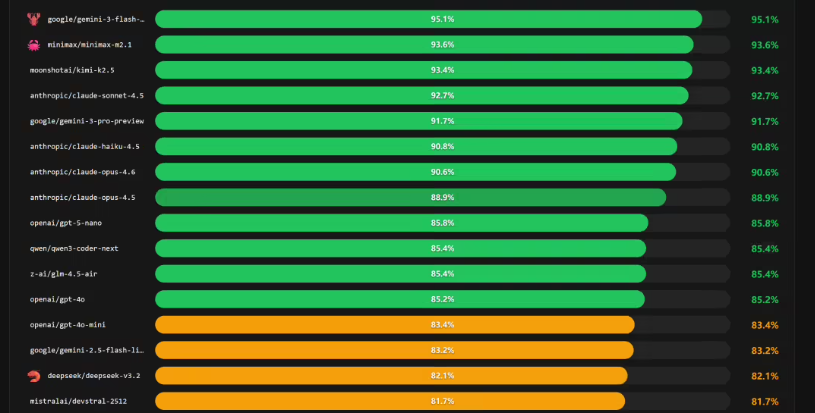 google/gemini-3-flash-… 95.1% 95.1%
minimax/minimax-m2.1 93.6% 93.6%
moonshotai/kimi-k2.5 93.4% 93.4%
anthropic/claude-sonnet-4.5 92.7% 92.7%
google/gemini-3-pro-preview 91.7% 91.7%
anthropic/claude-haiku-4.5 90.8% 90.8%
anthropic/claude-opus-4.6 90.6% 90.6%
anthropic/claude-opus-4.5 88.9% 88.9%
openai/gpt-5-nano 85.8% 85.8%
qwen/qwen3-coder-next 85.4% 85.4%
z-ai/glm-4.5-air 85.4% 85.4%
openai/gpt-4o 85.2% 85.2%
openai/gpt-4o-mini 83.4% 83.4%
google/gemini-2.5-flash-li… 83.2% 83.2%
deepseek/deepseek-v3.2 82.1% 82.1%
mistralai/devstral-2512 81.7% 81.7%